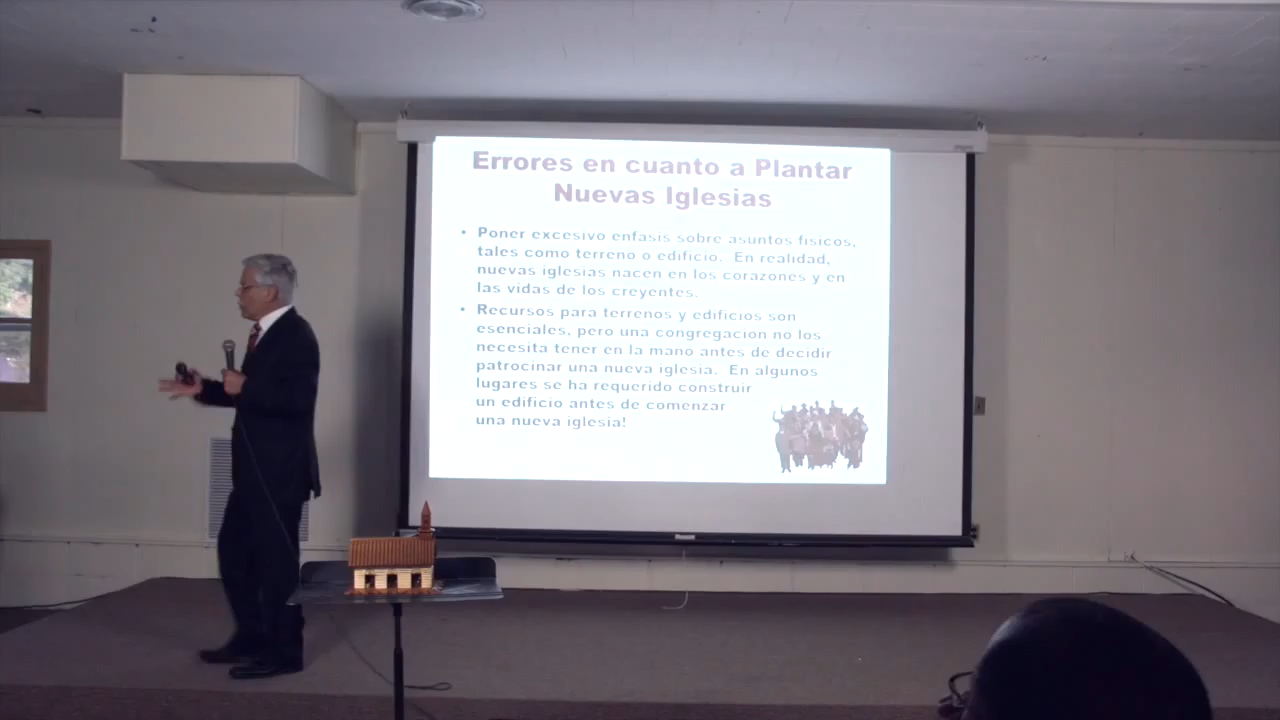 Errores en cuanto a Plantar
Nuevas Iglesias
• Poner excesivo enfasis sobre asuntos fisicos,
tales como terreno o edificio. En realidad,
nuevas iglesias nacen en los corazones y en
las vidas de los creyentes.
• Recursos para terrenos y edificios son
esenciales, pero una congregacion no los
necesita tener en la mano antes de decidir
patrocinar una nueva iglesia. En algunos
lugares se ha requerido construir
un edificio antes de comenzar
una nueva iglesia!